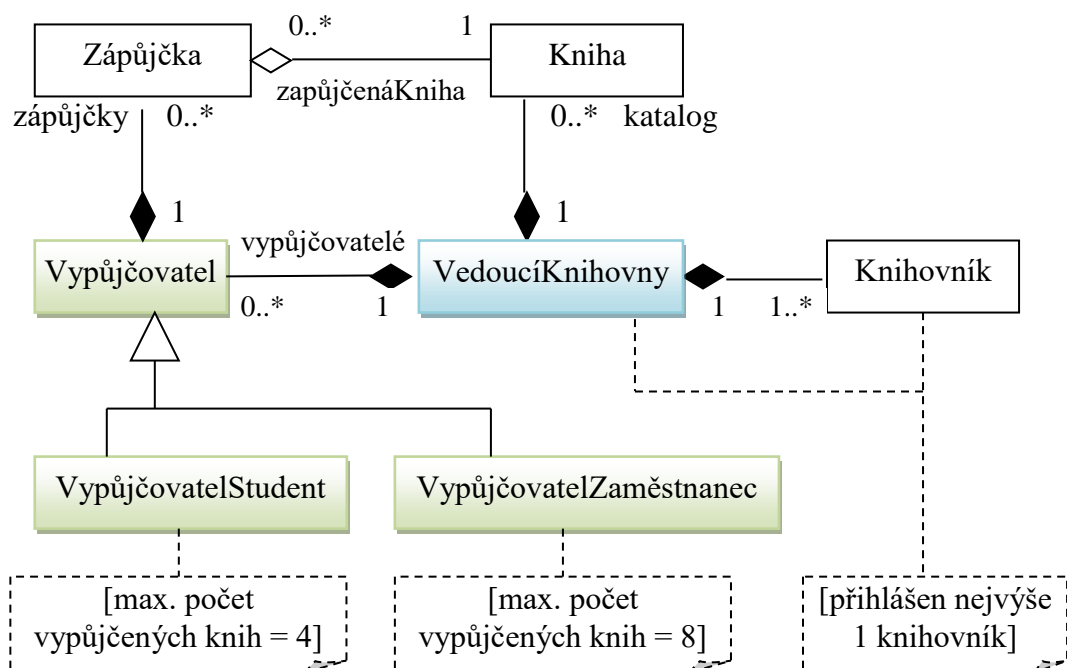 0..* 1
Zápůjčka Kniha
zapůjčenáKniha
zápůjčky 0..* 0..* katalog
1 1
vypůjčovatelé
Vypůjčovatel VedoucíKnihovny Knihovník
0..* 1 1 1..*
VypůjčovatelStudent VypůjčovatelZaměstnanec
[max. počet
vypůjčených knih = 4]
[max. počet
vypůjčených knih = 8]
[přihlášen nejvýše
1 knihovník]